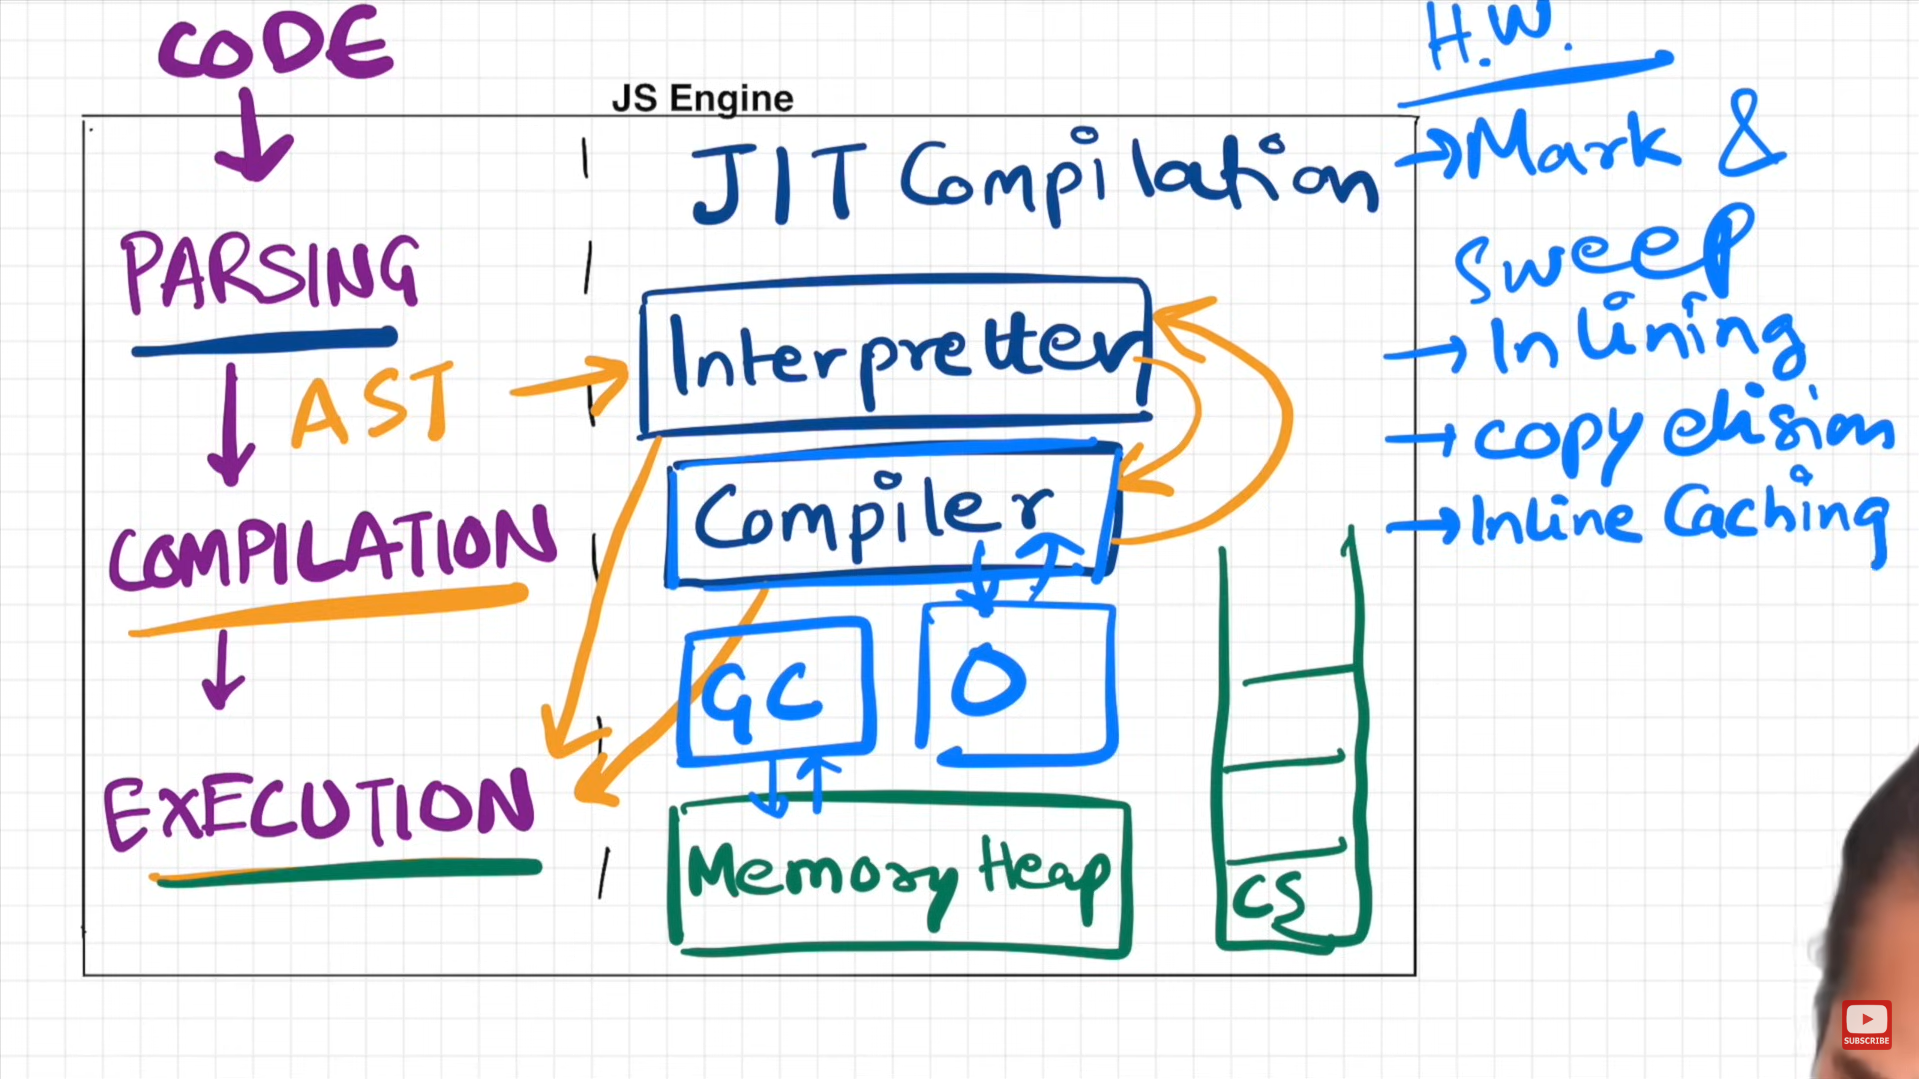 CODE
JS Engine
JIT Compilation
PARSING
AST
Interpretter
COMPILATION
Compiler
GC
O
EXECUTION
Memory Heap
CS
H.W.
→Mark &
Sweep
→Inlining
→copy elision
→Inline Caching
SUBSCRIBE